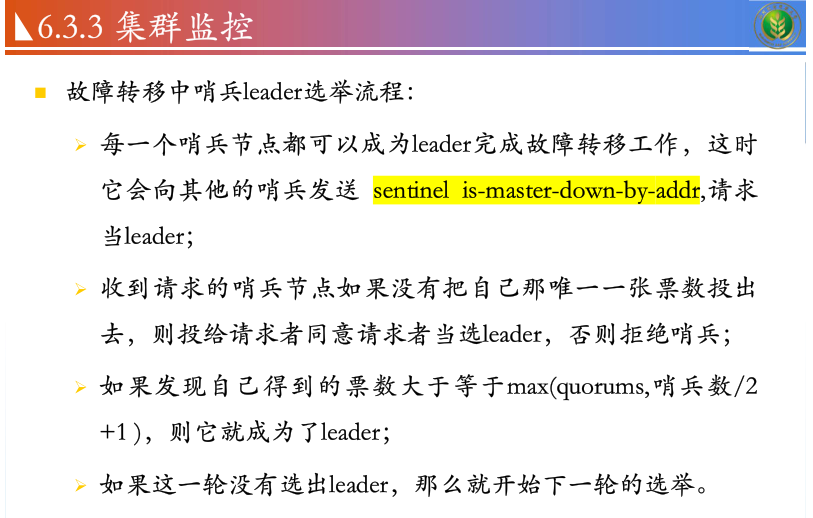 6.3.3 集群监控
故障转移中哨兵leader选举流程：
每一个哨兵节点都可以成为leader完成故障转移工作，这时
它会向其他的哨兵发送 sentinel is-master-down-by-addr,请求
当leader；
收到请求的哨兵节点如果没有把自己那唯一一张票数投出
去，则投给请求者同意请求者当选leader，否则拒绝哨兵；
如果发现自己得到的票数大于等于max(quorums,哨兵数/2
+1 )，则它就成为了leader；
如果这一轮没有选出leader，那么就开始下一轮的选举。